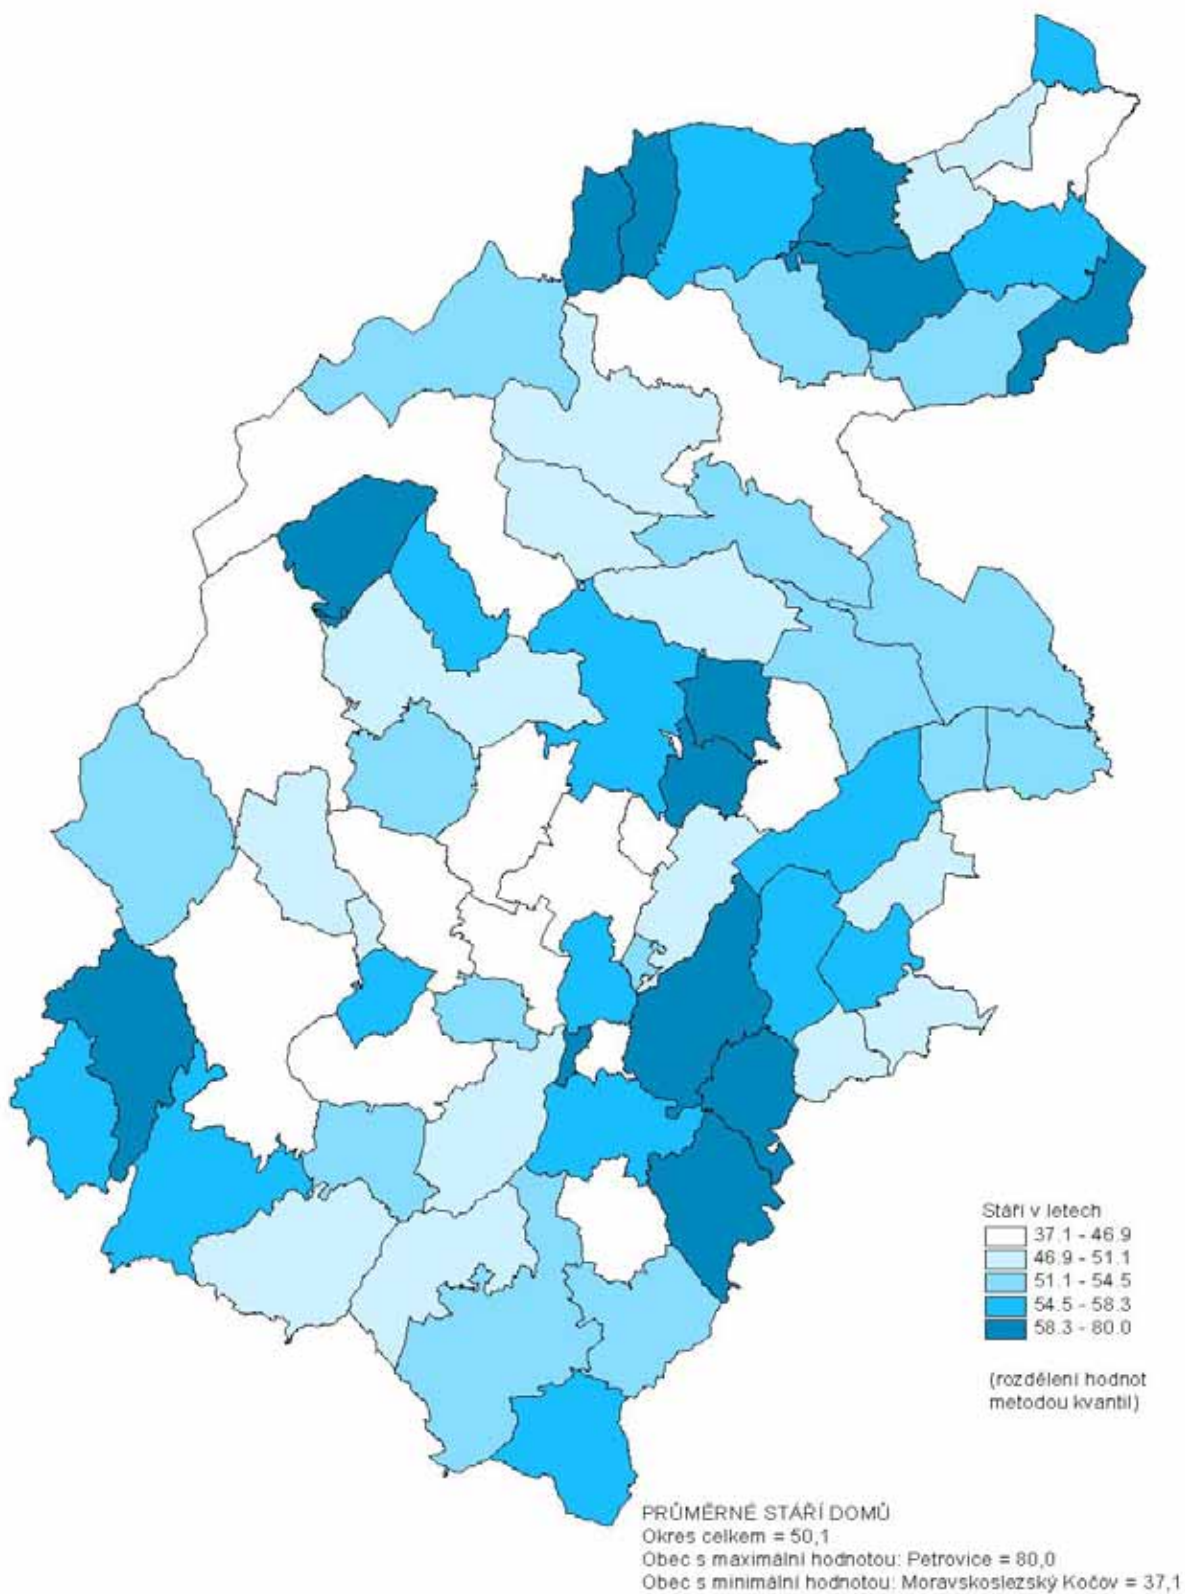 Stáří v letech
37.1 - 46.9
46.9 - 51.1
51.1 - 54.5
54.5 - 58.3
58.3 - 80.0
(rozdělení hodnot
metodou kvantil)
PRŮMĚRNÉ STÁŘÍ DOMŮ
Okres celkem = 50,1
Obec s maximální hodnotou: Petrovice = 80,0
Obec s minimální hodnotou: Moravskoslezský Kočov = 37,1